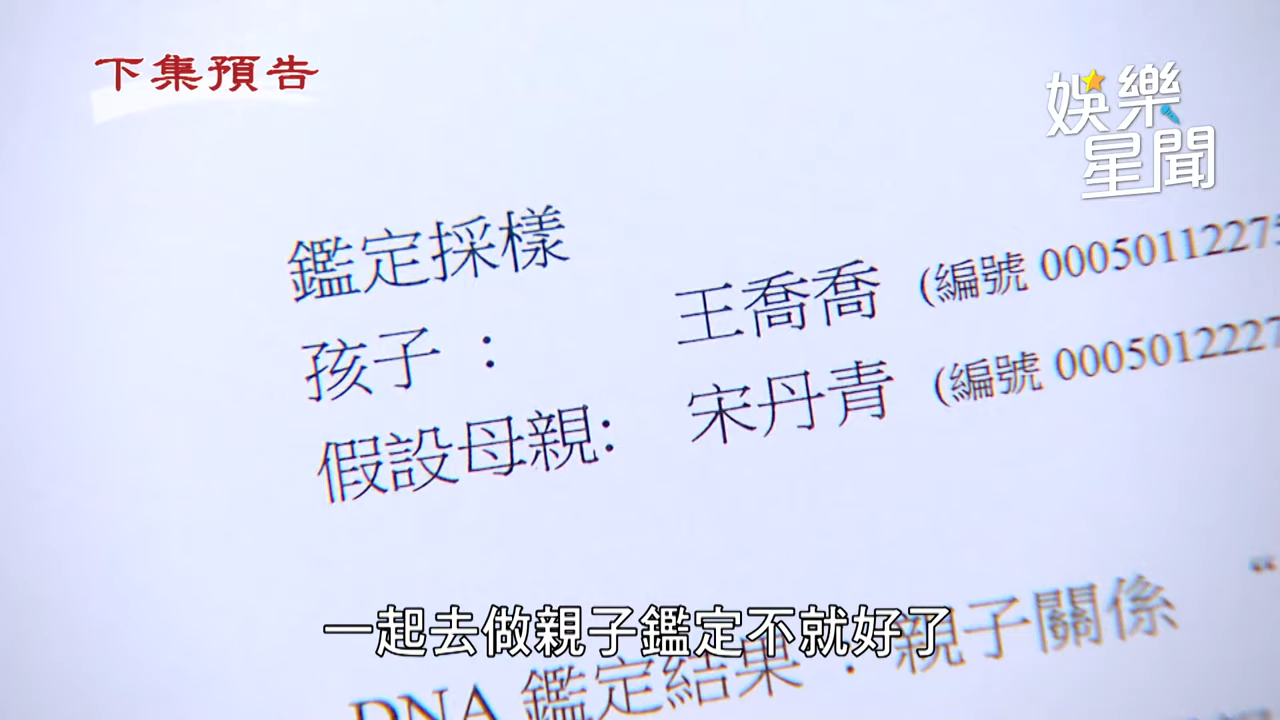 下集預告
娛樂
星聞
鑑定採樣
孩子 : 王喬喬 (編號 00050112275
假設母親: 宋丹青 (編號 0005012227
一起去做親子鑑定不就好了
DNA 鑑定結果 : 親子關係 “